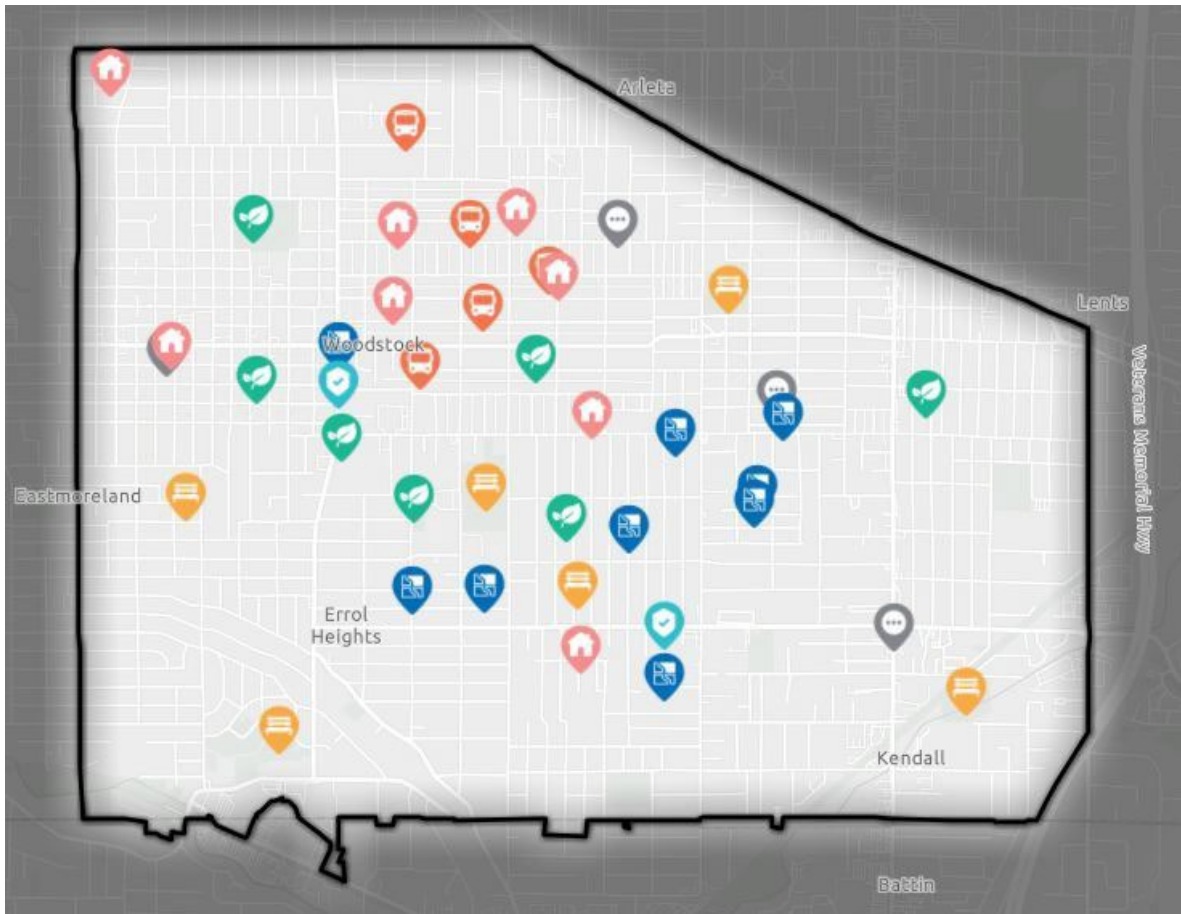 Arleta
Lents
Woodstock
Veterans Memorial Hwy
Eastmoreland
Errol
Heights
Kendall
Battin